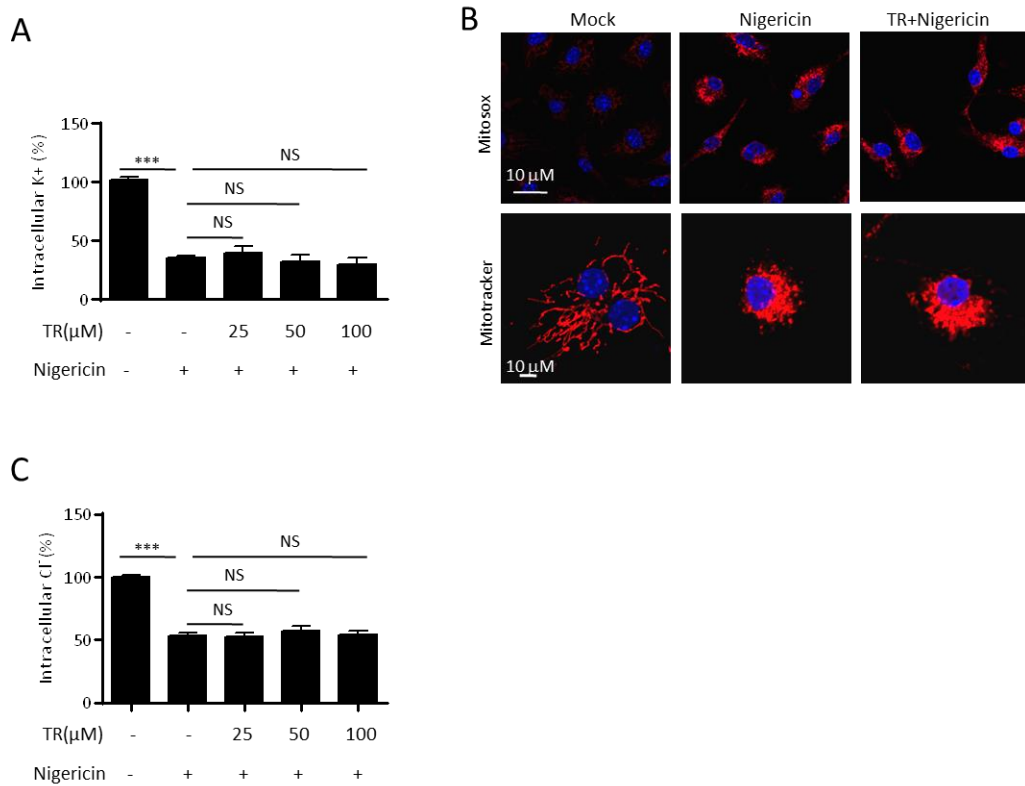 A
150
100
50
0
Intracellular K+ (%)
***
NS
NS
NS
TR(μM) - - 25 50 100
Nigericin - + + + +
B
Mock Nigericin TR+Nigericin
Mitosox
10 μM
Mitotracker
10 μM
C
150
100
50
0
Intracellular Cl⁻(%)
***
NS
NS
NS
TR(μM) - - 25 50 100
Nigericin - + + + +